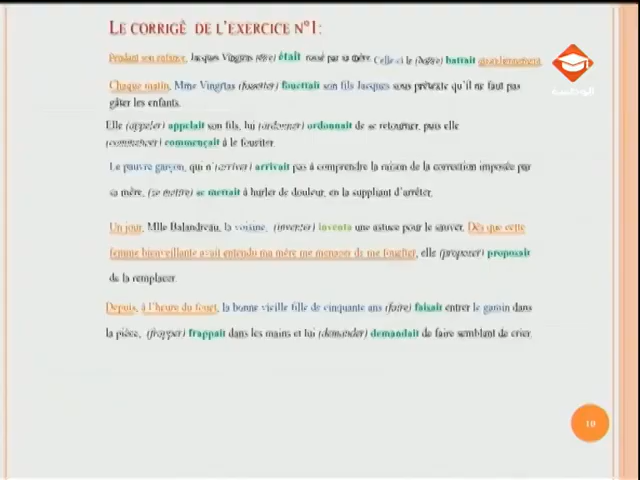 LE CORRIGÉ DE L'EXERCICE N°1:
Pendant son enfance, Jacques Vingtras (être) était rossé par sa mère. Celle-ci le (battre) battait quotidiennement.
Chaque matin, Mme Vingtras (fouetter) fouettait son fils Jacques sous prétexte qu'il ne faut pas
gâter les enfants.
Elle (appeler) appelait son fils, lui (ordonner) ordonnait de se retourner, puis elle
(commencer) commençait à le fouetter.
Le pauvre garçon, qui n'(arriver) arrivait pas à comprendre la raison de la correction imposée par
sa mère, (se mettre) se mettait à hurler de douleur, en la suppliant d'arrêter.
Un jour, Mlle Balandreau, la voisine, (inventer) inventa une astuce pour le sauver. Dès que cette
femme bienveillante avait entendu ma mère me menacer de me fouetter, elle (proposer) proposait
de la remplacer.
Depuis, à l'heure du fouet, la bonne vieille fille de cinquante ans (faire) faisait entrer le gamin dans
la pièce, (frapper) frappait dans les mains et lui (demander) demandait de faire semblant de crier.
10